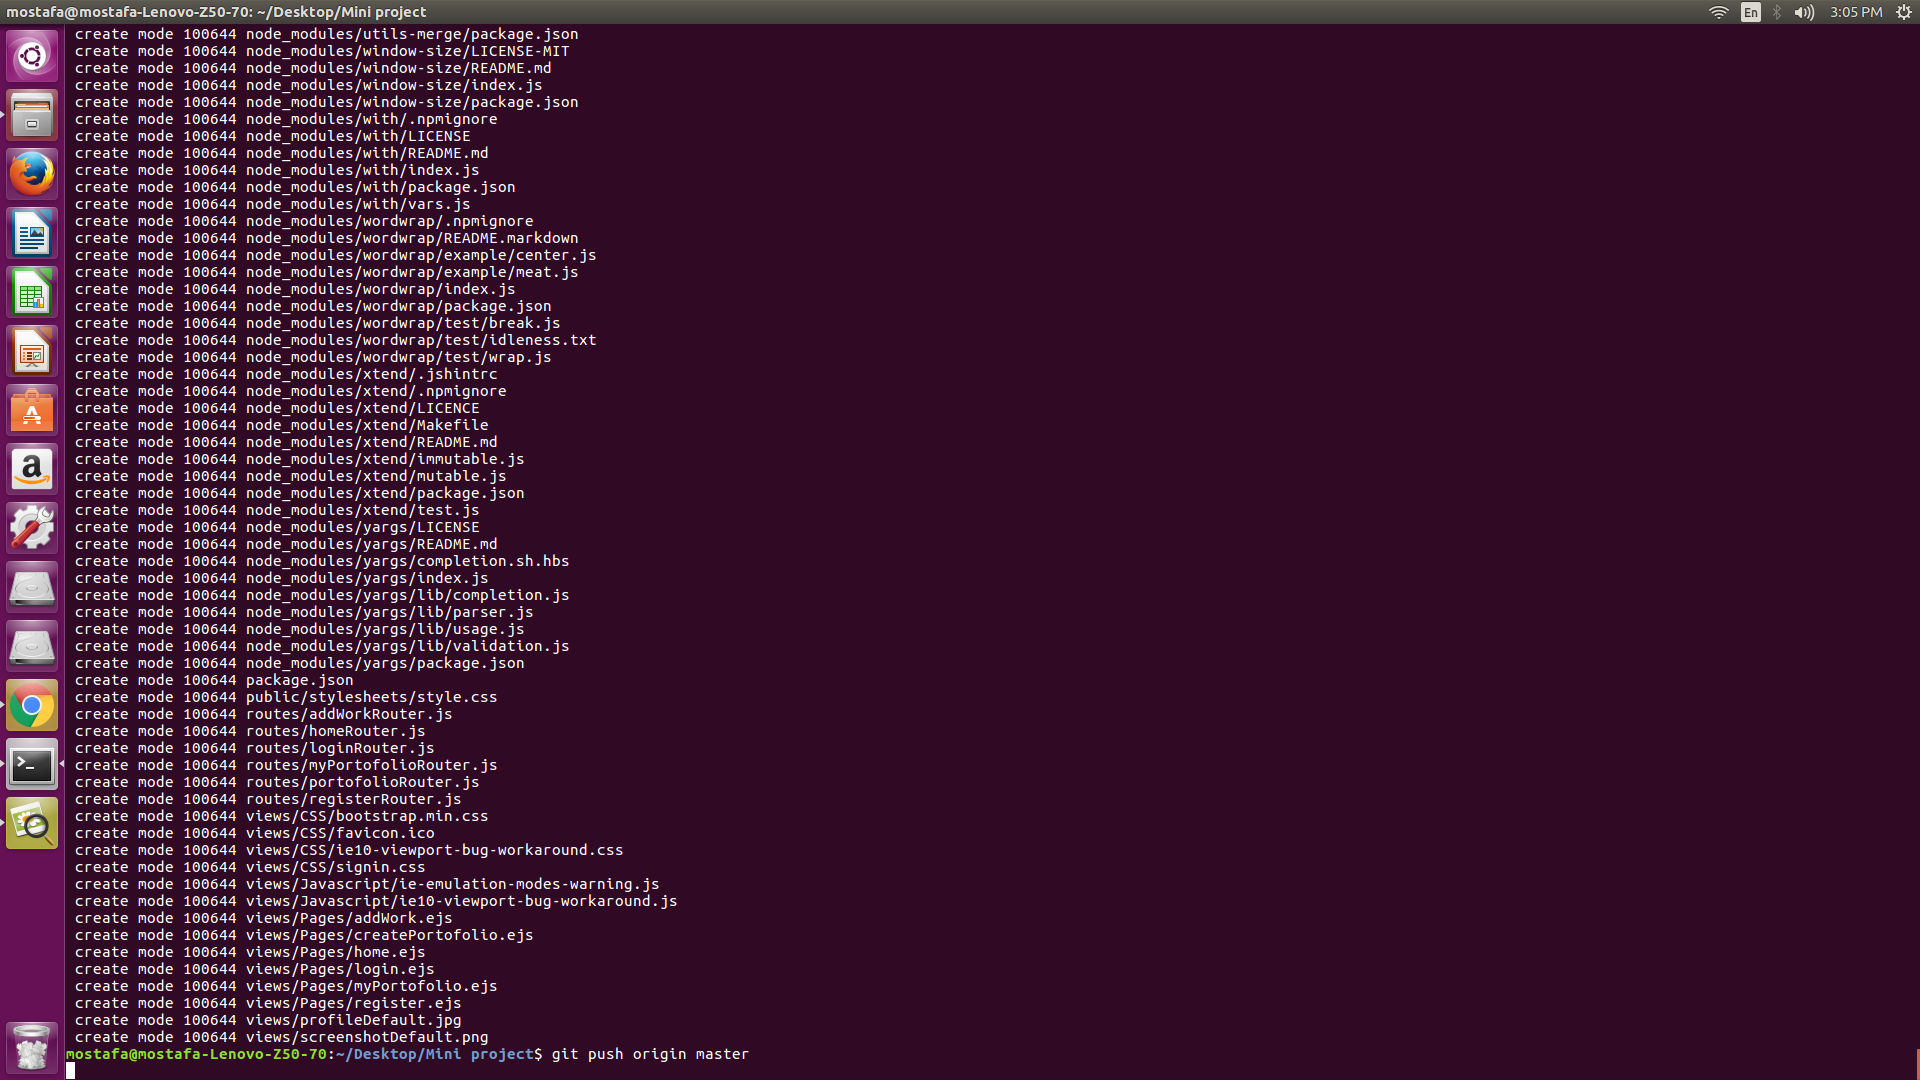 mostafa@mostafa-Lenovo-Z50-70: ~/Desktop/Mini project
En
3:05 PM
create mode 100644 node_modules/utils-merge/package.json
create mode 100644 node_modules/window-size/LICENSE-MIT
create mode 100644 node_modules/window-size/README.md
create mode 100644 node_modules/window-size/index.js
create mode 100644 node_modules/window-size/package.json
create mode 100644 node_modules/with/.npmignore
create mode 100644 node_modules/with/LICENSE
create mode 100644 node_modules/with/README.md
create mode 100644 node_modules/with/index.js
create mode 100644 node_modules/with/package.json
create mode 100644 node_modules/with/vars.js
create mode 100644 node_modules/wordwrap/.npmignore
create mode 100644 node_modules/wordwrap/README.markdown
create mode 100644 node_modules/wordwrap/example/center.js
create mode 100644 node_modules/wordwrap/example/meat.js
create mode 100644 node_modules/wordwrap/index.js
create mode 100644 node_modules/wordwrap/package.json
create mode 100644 node_modules/wordwrap/test/break.js
create mode 100644 node_modules/wordwrap/test/idleness.txt
create mode 100644 node_modules/wordwrap/test/wrap.js
create mode 100644 node_modules/xtend/.jshintrc
create mode 100644 node_modules/xtend/.npmignore
create mode 100644 node_modules/xtend/LICENCE
create mode 100644 node_modules/xtend/Makefile
create mode 100644 node_modules/xtend/README.md
create mode 100644 node_modules/xtend/immutable.js
create mode 100644 node_modules/xtend/mutable.js
create mode 100644 node_modules/xtend/package.json
create mode 100644 node_modules/xtend/test.js
create mode 100644 node_modules/yargs/LICENSE
create mode 100644 node_modules/yargs/README.md
create mode 100644 node_modules/yargs/completion.sh.hbs
create mode 100644 node_modules/yargs/index.js
create mode 100644 node_modules/yargs/lib/completion.js
create mode 100644 node_modules/yargs/lib/parser.js
create mode 100644 node_modules/yargs/lib/usage.js
create mode 100644 node_modules/yargs/lib/validation.js
create mode 100644 node_modules/yargs/package.json
create mode 100644 package.json
create mode 100644 public/stylesheets/style.css
create mode 100644 routes/addWorkRouter.js
create mode 100644 routes/homeRouter.js
create mode 100644 routes/loginRouter.js
create mode 100644 routes/myPortofolioRouter.js
create mode 100644 routes/portofolioRouter.js
create mode 100644 routes/registerRouter.js
create mode 100644 views/CSS/bootstrap.min.css
create mode 100644 views/CSS/favicon.ico
create mode 100644 views/CSS/ie10-viewport-bug-workaround.css
create mode 100644 views/CSS/signin.css
create mode 100644 views/Javascript/ie-emulation-modes-warning.js
create mode 100644 views/Javascript/ie10-viewport-bug-workaround.js
create mode 100644 views/Pages/addWork.ejs
create mode 100644 views/Pages/createPortofolio.ejs
create mode 100644 views/Pages/home.ejs
create mode 100644 views/Pages/login.ejs
create mode 100644 views/Pages/myPortofolio.ejs
create mode 100644 views/Pages/register.ejs
create mode 100644 views/profileDefault.jpg
create mode 100644 views/screenshotDefault.png
mostafa@mostafa-Lenovo-Z50-70:~/Desktop/Mini project$ git push origin master